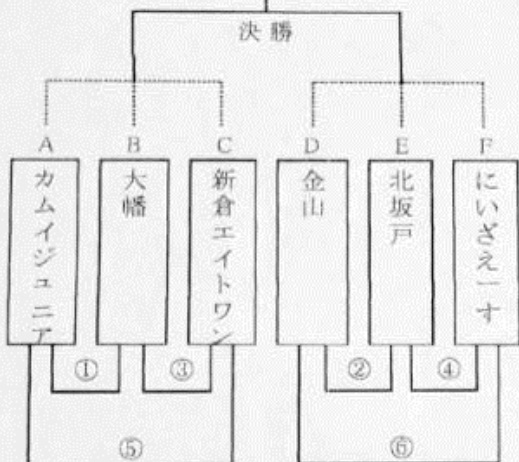 決勝
A B C D E F
カムイジュニア
大幡
新倉エイトワン
金山
北坂戸
にいざえーす
① ③ ② ④
⑤ ⑥